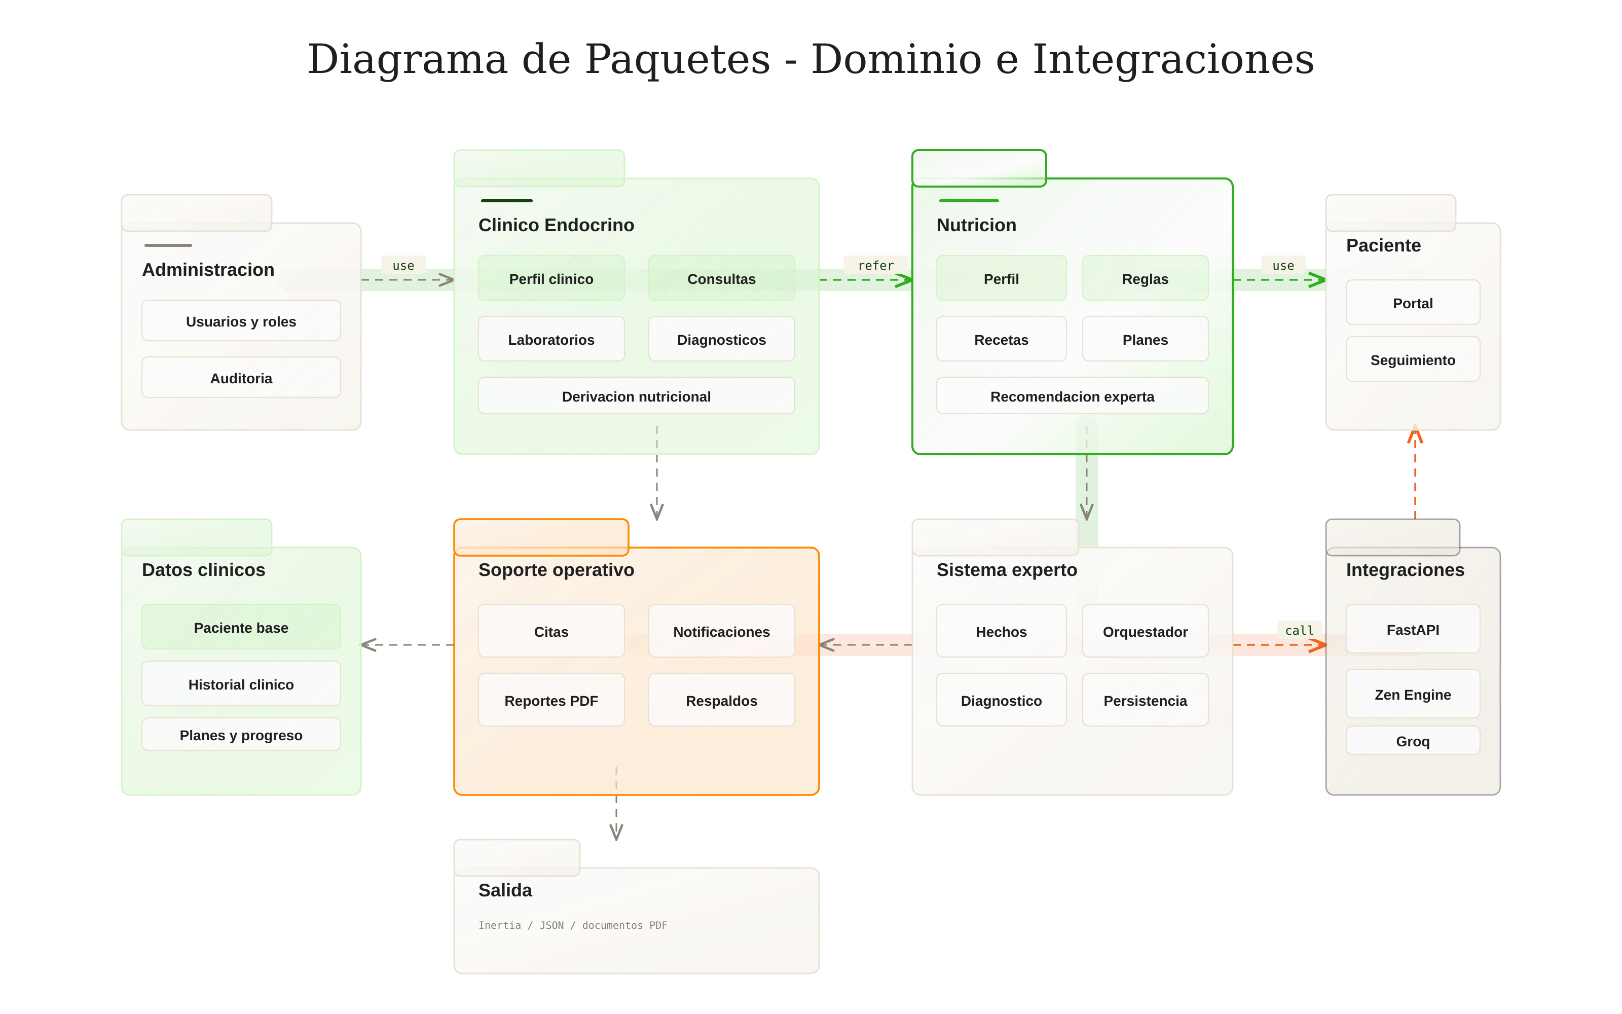 Diagrama de Paquetes - Dominio e Integraciones
Administracion
Usuarios y roles
Auditoria
use
Clinico Endocrino
Perfil clinico
Consultas
Laboratorios
Diagnosticos
Derivacion nutricional
refer
Nutricion
Perfil
Reglas
Recetas
Planes
Recomendacion experta
use
Paciente
Portal
Seguimiento
Datos clinicos
Paciente base
Historial clinico
Planes y progreso
Soporte operativo
Citas
Notificaciones
Reportes PDF
Respaldos
Sistema experto
Hechos
Orquestador
Diagnostico
Persistencia
call
Integraciones
FastAPI
Zen Engine
Groq
Salida
Inertia / JSON / documentos PDF